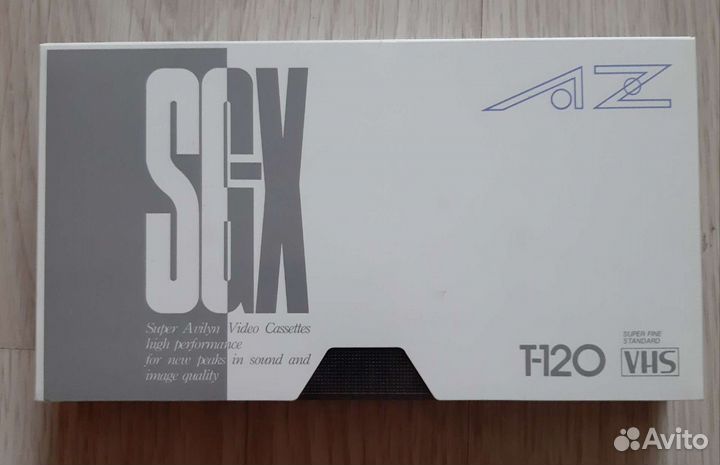 SGX
AZ
Super Avilyn Video Cassettes
high performance
for new peaks in sound and
image quality
T-120
SUPER FINE
STANDARD
VHS
Avito